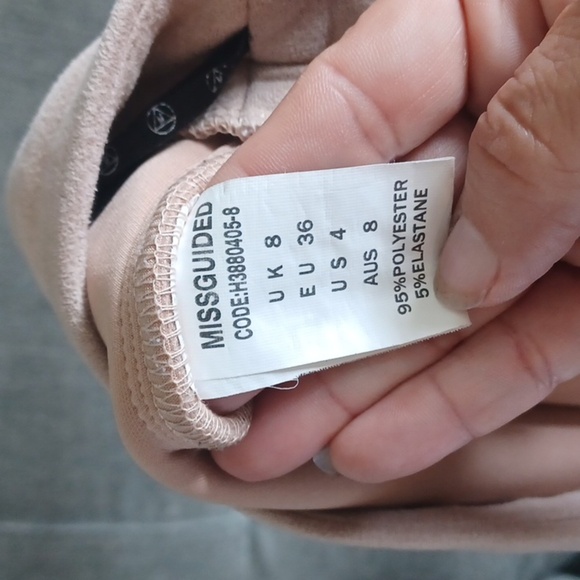 MISSGUIDED
CODE:H3880405-8
UK 8
EU 36
US 4
AUS 8
95%POLYESTER
5%ELASTANE